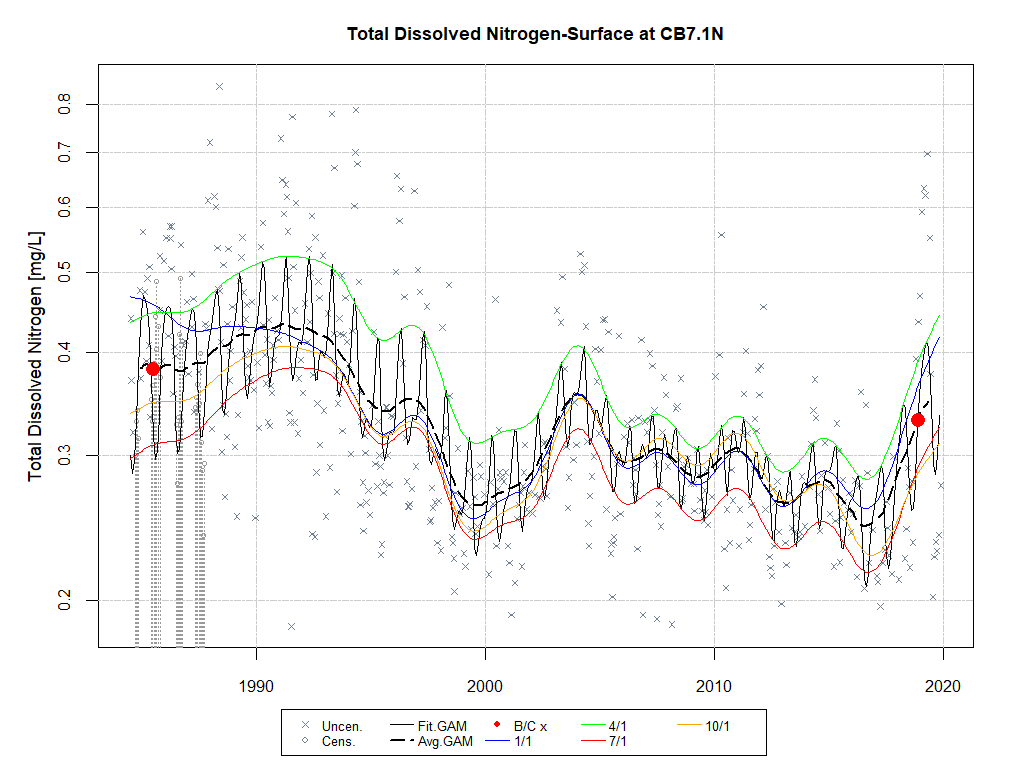 Total Dissolved Nitrogen-Surface at CB7.1N
Total Dissolved Nitrogen [mg/L]
0.8
0.7
0.6
0.5
0.4
0.3
0.2
1990
2000
2010
2020
Uncen. Fit.GAM B/C x 4/1 10/1
Cens. Avg.GAM 1/1 7/1